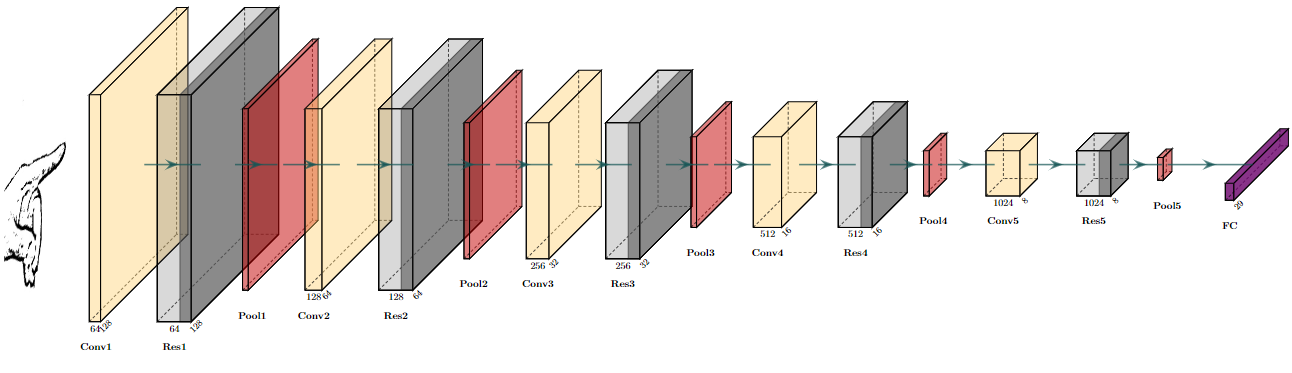 64 128
Conv1
64 128
Res1
Pool1
128 64
Conv2
128 64
Res2
Pool2
256 32
Conv3
256 32
Res3
Pool3
512 16
Conv4
512 16
Res4
Pool4
1024 8
Conv5
1024 8
Res5
Pool5
29
FC